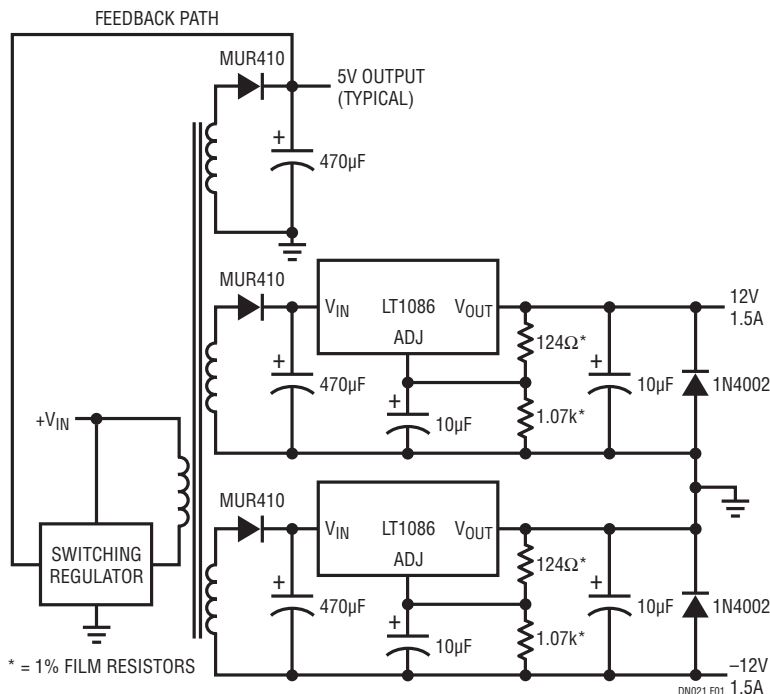 FEEDBACK PATH
MUR410
5V OUTPUT
(TYPICAL)
+
470µF
MUR410
VIN
LT1086
VOUT
ADJ
12V
1.5A
124Ω*
+
470µF
+
10µF
1.07k*
+
10µF
1N4002
+VIN
MUR410
VIN
LT1086
VOUT
ADJ
SWITCHING
REGULATOR
124Ω*
+
470µF
+
10µF
1.07k*
+
10µF
1N4002
* = 1% FILM RESISTORS
–12V
1.5A
DN021 F01